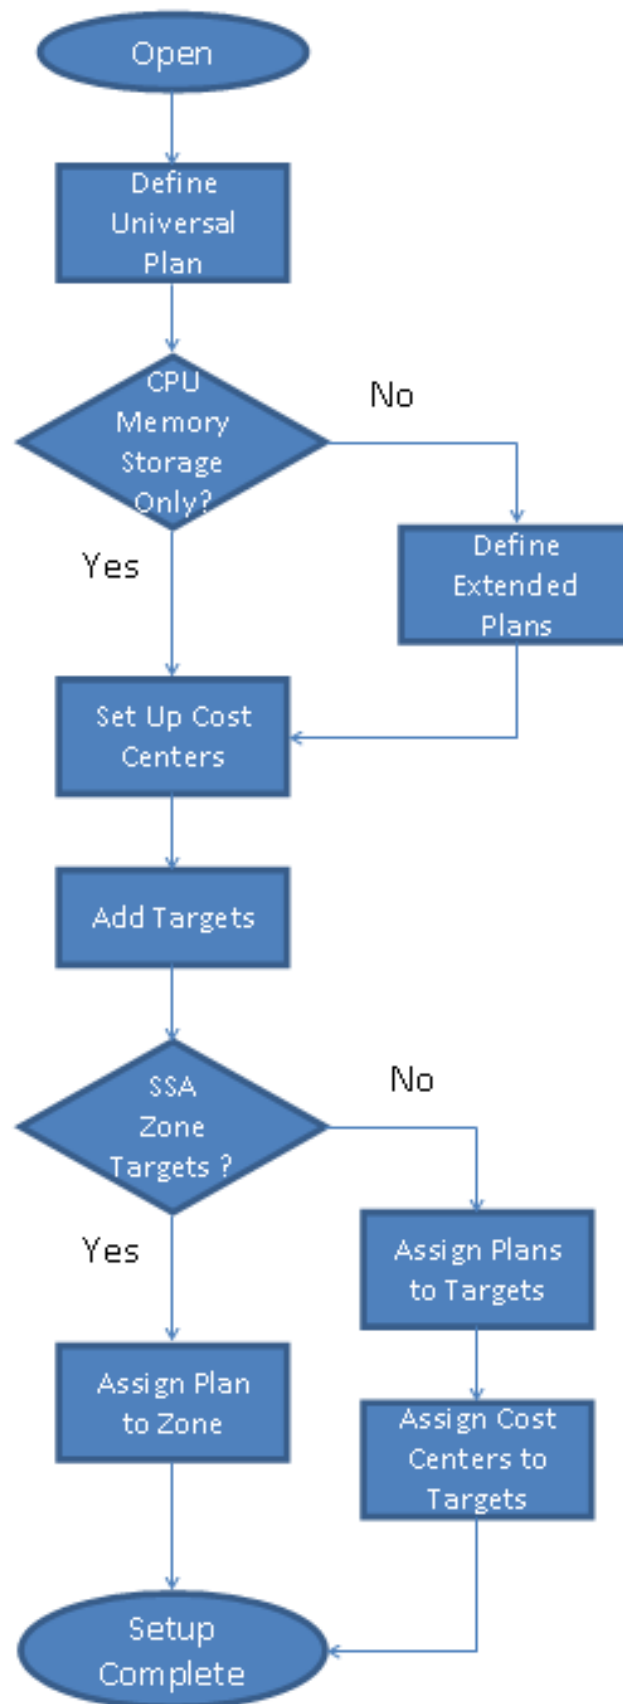 Open
Define
Universal
Plan
CPU
Memory
Storage
Only?
No
Yes
Define
Extended
Plans
Set Up Cost
Centers
Add Targets
SSA
Zone
Targets ?
No
Yes
Assign Plans
to Targets
Assign Plan
to Zone
Assign Cost
Centers to
Targets
Setup
Complete